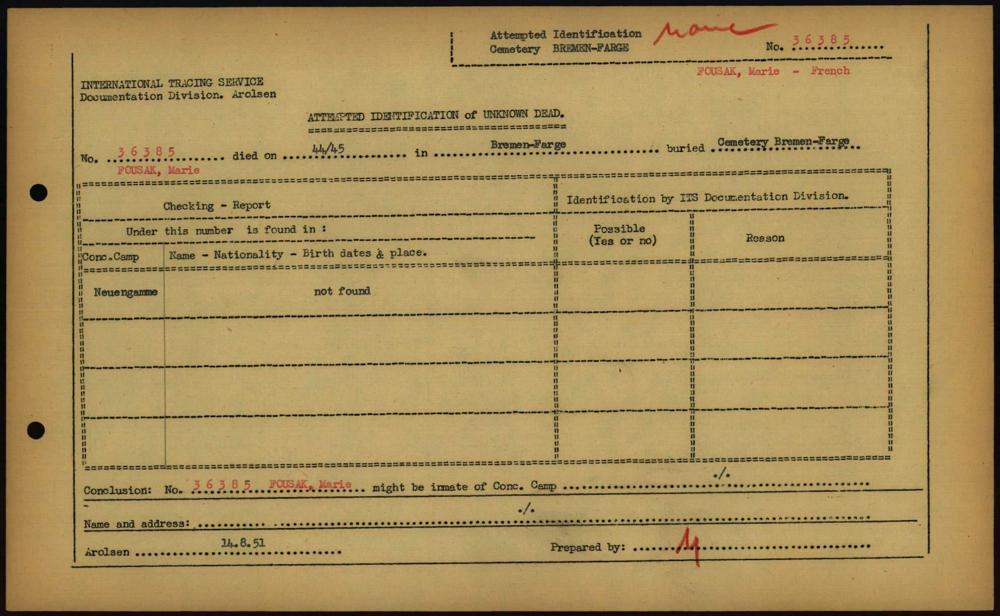 Attempted Identification
Cemetery BREMEN-FARGE
No. 36385
FOUSAK, Marie - French
INTERNATIONAL TRACING SERVICE
Documentation Division. Arolsen
ATTEMPTED IDENTIFICATION of UNKNOWN DEAD.
No. 36385 died on 44/45 in Bremen-Farge buried Cemetery Bremen-Farge
FOUSAK, Marie
Checking - Report
Identification by ITS Documentation Division.
Under this number is found in :
Possible
(Yes or no)
Reason
Conc.Camp
Name - Nationality - Birth dates & place.
Neuengamme
not found
Conclusion: No. 36385 FOUSAK, Marie might be inmate of Conc. Camp ./.
Name and address: ./.
Arolsen 14.8.51
Prepared by: